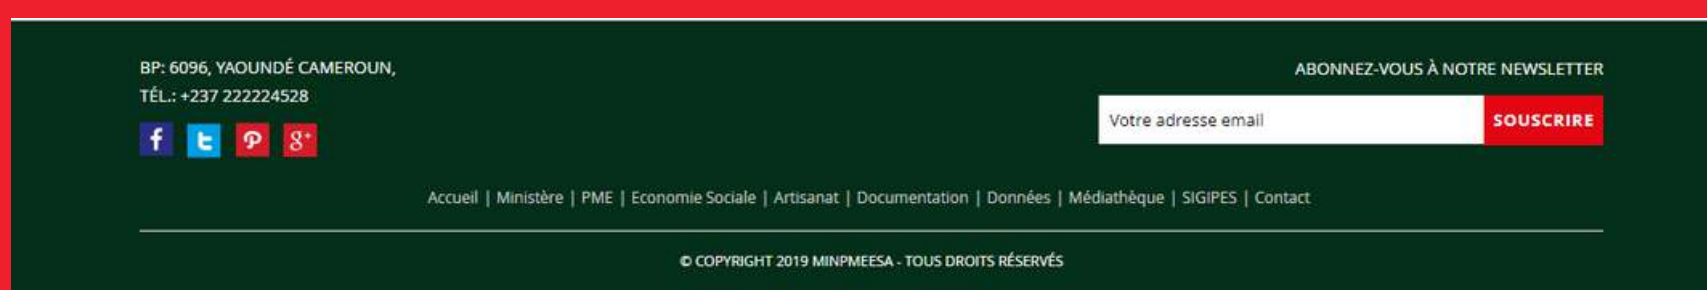 BP: 6096, YAOUNDÉ CAMEROUN,
TÉL.: +237 222224528
ABONNEZ-VOUS À NOTRE NEWSLETTER
Votre adresse email
SOUSCRIRE
Accueil | Ministère | PME | Economie Sociale | Artisanat | Documentation | Données | Médiathèque | SIGIPES | Contact
© COPYRIGHT 2019 MINPMEESA - TOUS DROITS RÉSERVÉS